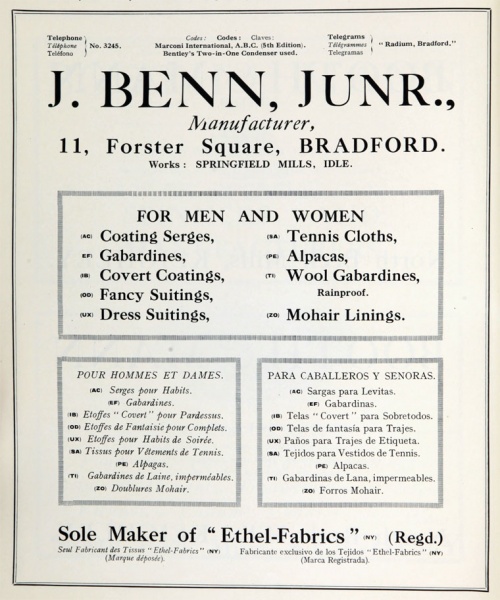 Telephone
Téléphone
Teléfono
No. 3245.
Codes: Codes: Claves:
Marconi International, A.B.C. (5th Edition).
Bentley's Two-in-One Condenser used.
Telegrams
Télégrammes
Telegramas
"Radium, Bradford."
J. BENN, JUNR.,
Manufacturer,
11, Forster Square, BRADFORD.
Works: SPRINGFIELD MILLS, IDLE.
FOR MEN AND WOMEN
(AC) Coating Serges,
(EF) Gabardines,
(IB) Covert Coatings,
(OD) Fancy Suitings,
(UX) Dress Suitings,
(SA) Tennis Cloths,
(PE) Alpacas,
(TI) Wool Gabardines,
Rainproof.
(ZO) Mohair Linings.
POUR HOMMES ET DAMES.
(AC) Serges pour Habits.
(EF) Gabardines.
(IB) Etoffes "Covert" pour Pardessus.
(OD) Etoffes de Fantaisie pour Complets.
(UX) Etoffes pour Habits de Soirée.
(SA) Tissus pour Vêtements de Tennis.
(PE) Alpagas.
(TI) Gabardines de Laine, imperméables.
(ZO) Doublures Mohair.
PARA CABALLEROS Y SENORAS.
(AC) Sargas para Levitas.
(EF) Gabardinas.
(IB) Telas "Covert" para Sobretodos.
(OD) Telas de fantasía para Trajes.
(UX) Paños para Trajes de Etiqueta.
(SA) Tejidos para Vestidos de Tennis.
(PE) Alpacas.
(TI) Gabardinas de Lana, impermeables.
(ZO) Forros Mohair.
Sole Maker of "Ethel-Fabrics" (NY) (Regd.)
Seul Fabricant des Tissus "Ethel-Fabrics" (NY)
(Marque déposée).
Fabricante exclusivo de los Tejidos "Ethel-Fabrics" (NY)
(Marca Registrada).